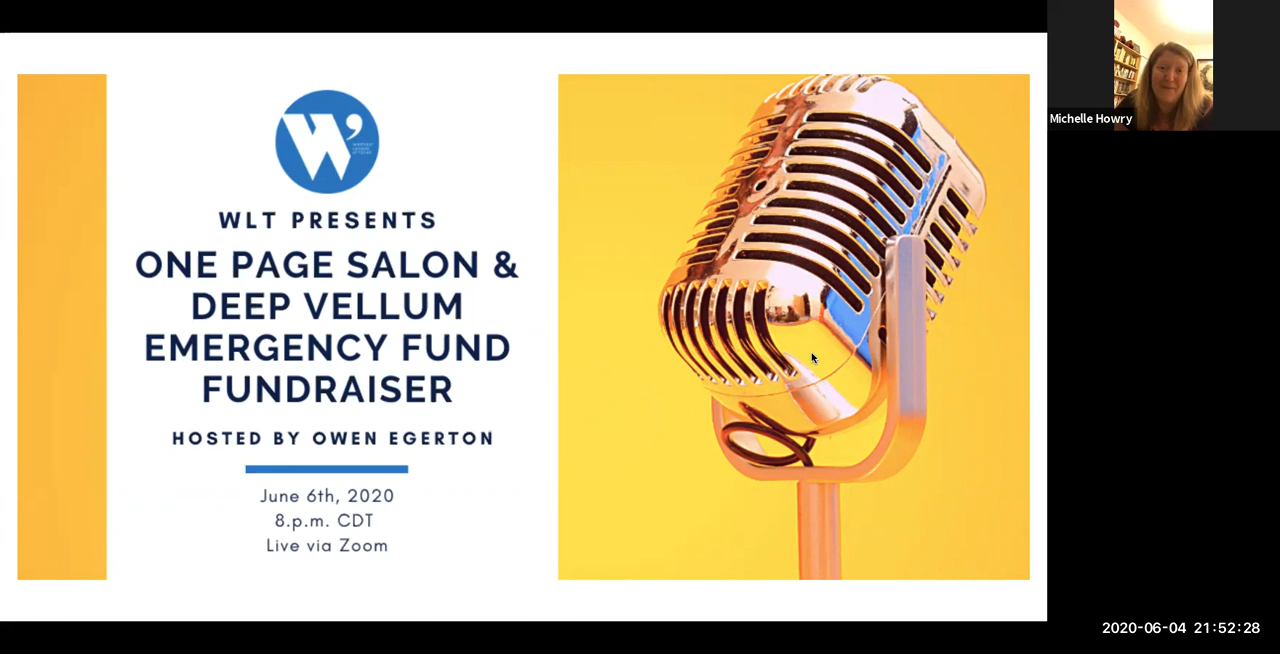 W'
WLT PRESENTS
ONE PAGE SALON &
DEEP VELLUM
EMERGENCY FUND
FUNDRAISER
HOSTED BY OWEN EGERTON
June 6th, 2020
8.p.m. CDT
Live via Zoom
Michelle Howry
2020-06-04 21:52:28